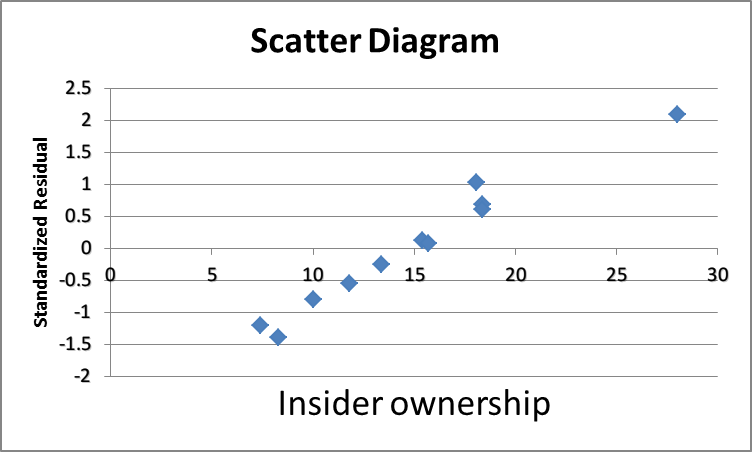 Scatter Diagram
2.5
2
1.5
1
0.5
0
-0.5
-1
-1.5
-2
0 5 10 15 20 25 30
Standardized Residual
Insider ownership